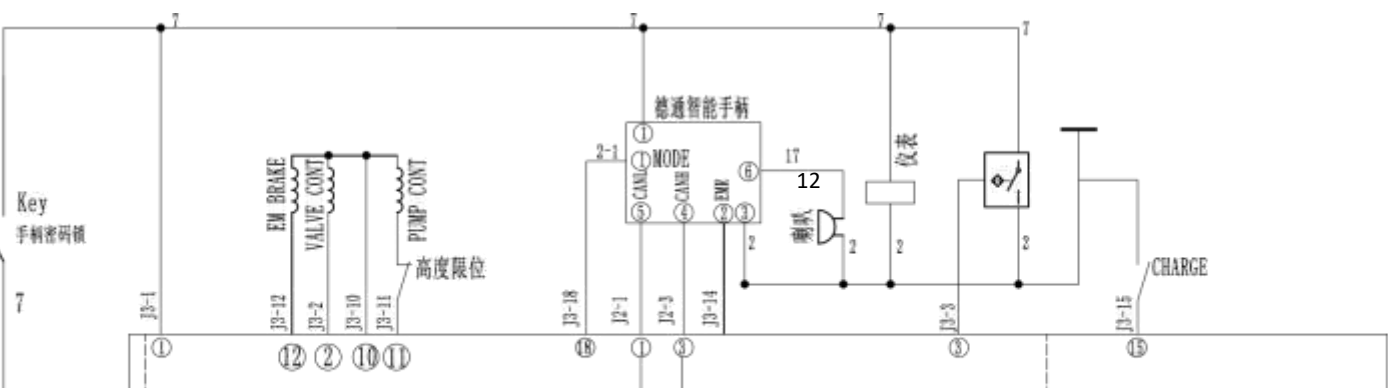 7
7
7
7
德通智能手柄
①
2-1
①MODE
CANL
CANH
EMR
⑥
⑤
④
②
③
17
12
喇叭
2
2
仪表
2
2
EM BRAKE
VALVE CONT
PUMP CONT
高度限位
Key
手柄密码锁
7
CHARGE
J3-1
J3-12
J3-2
J3-10
J3-11
J3-18
J2-1
J2-3
J3-14
J3-3
J3-15
①
⑫
②
⑩
⑪
⑱
①
③
③
⑮